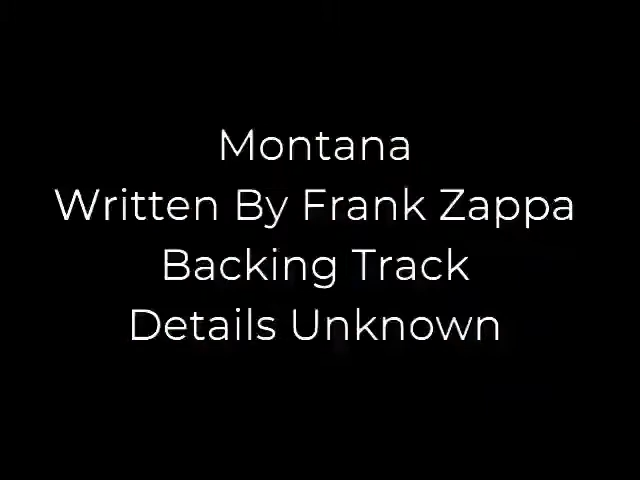 Montana
Written By Frank Zappa
Backing Track
Details Unknown